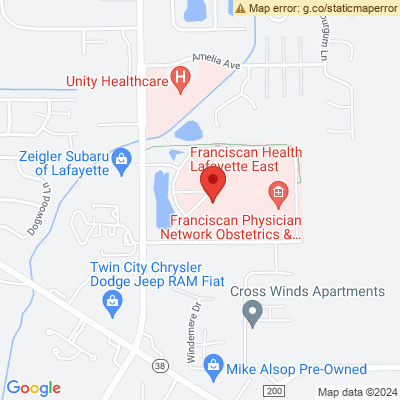 Map error: g.co/staticmaperror
Amelia Ave
Unity Healthcare
H
Franciscan Health
Lafayette East
Zeigler Subaru
of Lafayette
Dogwood Ln
Franciscan Physician
Network Obstetrics &...
Twin City Chrysler
Dodge Jeep RAM Fiat
Cross Winds Apartments
Windemere Dr
38
Mike Alsop Pre-Owned
200
Google
Map data ©2024